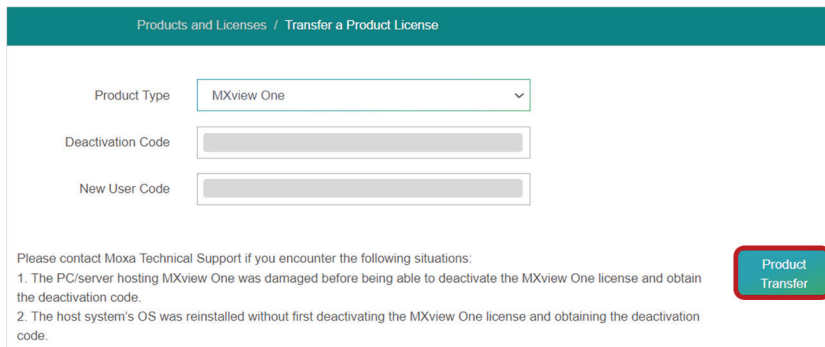 Products and Licenses / Transfer a Product License
Product Type MXview One
Deactivation Code
New User Code
Please contact Moxa Technical Support if you encounter the following situations:
1. The PC/server hosting MXview One was damaged before being able to deactivate the MXview One license and obtain
the deactivation code.
2. The host system's OS was reinstalled without first deactivating the MXview One license and obtaining the deactivation
code.
Product
Transfer